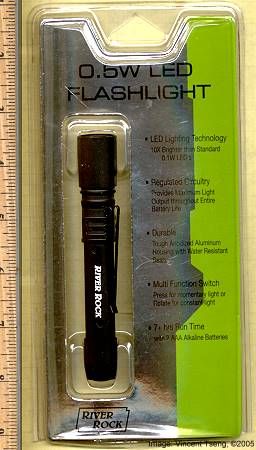 0.5W LED
FLASHLIGHT
• LED Lighting Technology
10X Brighter than Standard
0.1W LED's
• Regulated Circuitry
Provides Maximum Light
Output throughout Entire
Battery Life
• Durable
Tough Anodized Aluminum
Housing with Water Resistant
Seals
• Multi Function Switch
Press for momentary light or
Rotate for constant light
• 7+ hrs Run Time
with 2 AAA Alkaline Batteries
RIVER ROCK
RIVER
ROCK
Image: Vincent Tseng, ©2005